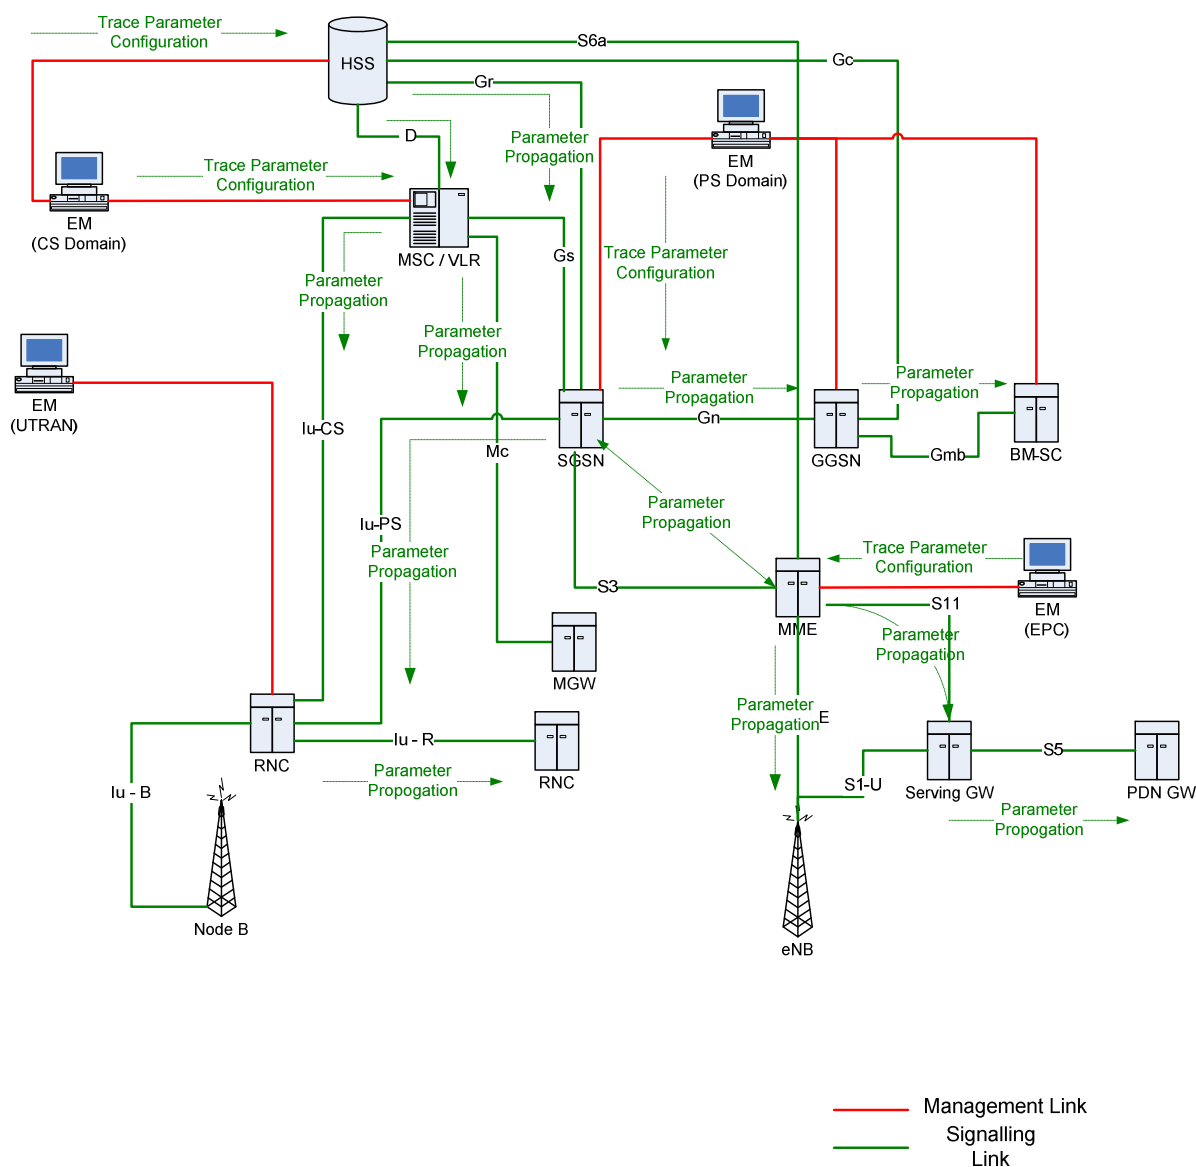 Trace Parameter
Configuration
S6a
HSS
Gc
Gr
D
Parameter
Propagation
EM
(PS Domain)
Trace Parameter
Configuration
EM
(CS Domain)
MSC / VLR
Gs
Trace Parameter
Configuration
Parameter
Propagation
Parameter
Propagation
EM
(UTRAN)
Parameter
Propagation
Parameter
Propagation
Iu-CS
Gn
Mc
SGSN
GGSN
Gmb
BM-SC
Iu-PS
Parameter
Propagation
Parameter
Propagation
Trace Parameter
Configuration
S3
MME
S11
EM
(EPC)
Parameter
Propagation
MGW
Parameter
Propagation
E
Iu - R
RNC
RNC
Parameter
Propogation
S5
Iu - B
S1-U
Serving GW
PDN GW
Parameter
Propogation
Node B
eNB
Management Link
Signalling
Link